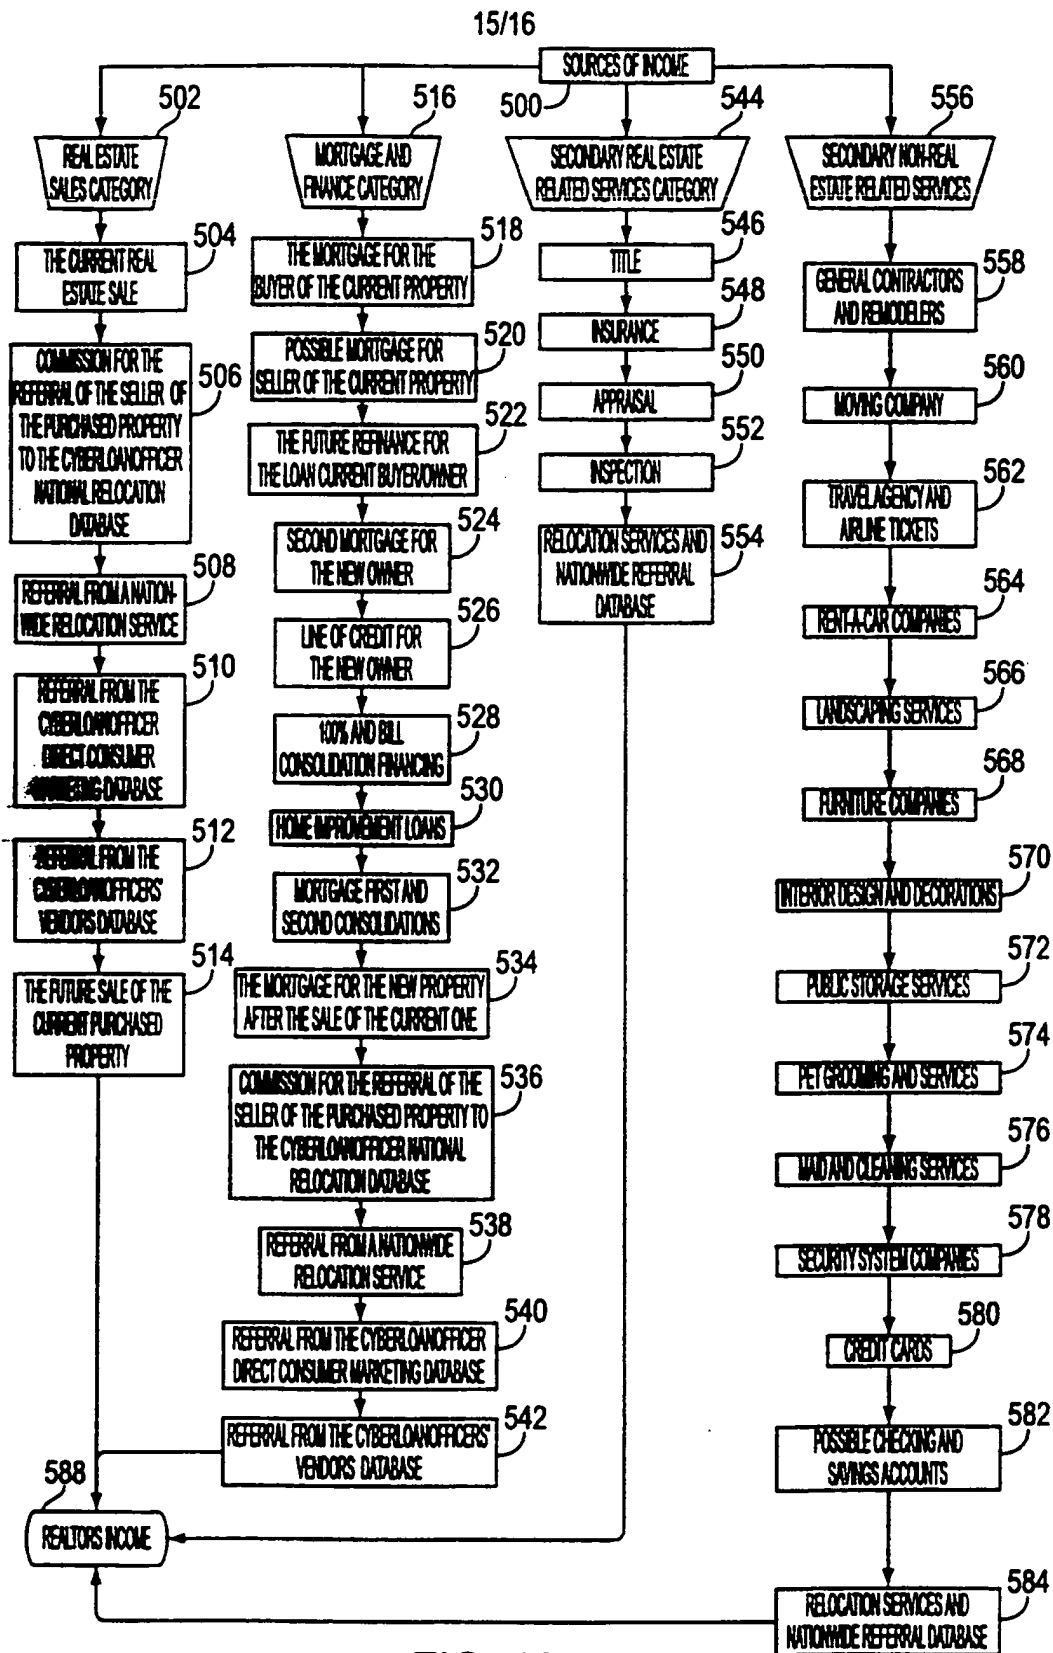 15/16
SOURCES OF INCOME
500
502
REAL ESTATE
SALES CATEGORY
504
THE CURRENT REAL
ESTATE SALE
COMMISSION FOR THE
REFERRAL OF THE SELLER OF
THE PURCHASED PROPERTY
TO THE CYBERLOANOFFICER
NATIONAL RELOCATION
DATABASE
506
508
REFERRAL FROM A NATION-
WIDE RELOCATION SERVICE
510
REFERRAL FROM THE
CYBERLOANOFFICER
DIRECT CONSUMER
MARKETING DATABASE
512
REFERRAL FROM THE
CYBERLOANOFFICERS'
VENDORS DATABASE
514
THE FUTURE SALE OF THE
CURRENT PURCHASED
PROPERTY
516
MORTGAGE AND
FINANCE CATEGORY
518
THE MORTGAGE FOR THE
BUYER OF THE CURRENT PROPERTY
520
POSSIBLE MORTGAGE FOR
SELLER OF THE CURRENT PROPERTY
522
THE FUTURE REFINANCE FOR
THE LOAN CURRENT BUYER/OWNER
524
SECOND MORTGAGE FOR
THE NEW OWNER
526
LINE OF CREDIT FOR
THE NEW OWNER
528
100% AND BILL
CONSOLIDATION FINANCING
530
HOME IMPROVEMENT LOANS
532
MORTGAGE FIRST AND
SECOND CONSOLIDATIONS
534
THE MORTGAGE FOR THE NEW PROPERTY
AFTER THE SALE OF THE CURRENT ONE
536
COMMISSION FOR THE REFERRAL OF THE
SELLER OF THE PURCHASED PROPERTY TO
THE CYBERLOANOFFICER NATIONAL
RELOCATION DATABASE
538
REFERRAL FROM A NATIONWIDE
RELOCATION SERVICE
540
REFERRAL FROM THE CYBERLOANOFFICER
DIRECT CONSUMER MARKETING DATABASE
542
REFERRAL FROM THE CYBERLOANOFFICERS'
VENDORS DATABASE
544
SECONDARY REAL ESTATE
RELATED SERVICES CATEGORY
546
TITLE
548
INSURANCE
550
APPRAISAL
552
INSPECTION
RELOCATION SERVICES AND
NATIONWIDE REFERRAL
DATABASE
554
556
SECONDARY NON-REAL
ESTATE RELATED SERVICES
558
GENERAL CONTRACTORS
AND REMODELERS
560
MOVING COMPANY
562
TRAVEL AGENCY AND
AIRLINE TICKETS
564
RENT-A-CAR COMPANIES
566
LANDSCAPING SERVICES
568
FURNITURE COMPANIES
570
INTERIOR DESIGN AND DECORATIONS
572
PUBLIC STORAGE SERVICES
574
PET GROOMING AND SERVICES
576
MAID AND CLEANING SERVICES
578
SECURITY SYSTEM COMPANIES
580
CREDIT CARDS
582
POSSIBLE CHECKING AND
SAVINGS ACCOUNTS
584
RELOCATION SERVICES AND
NATIONWIDE REFERRAL DATABASE
588
REALTORS INCOME